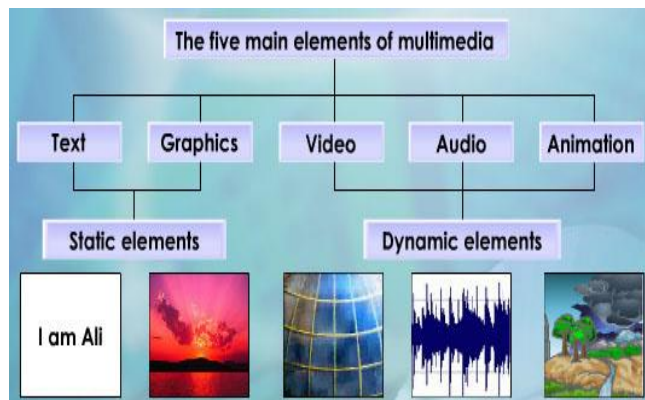 The five main elements of multimedia
Text
Graphics
Video
Audio
Animation
Static elements
Dynamic elements
I am Ali